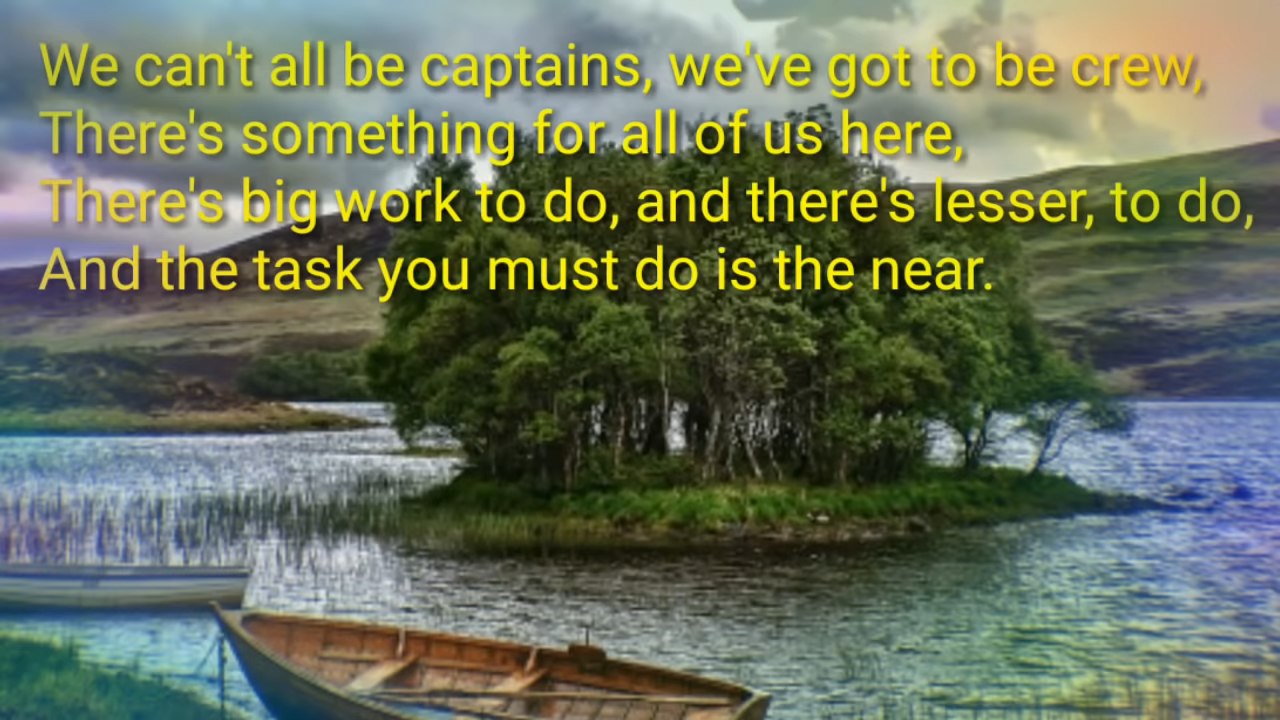 We can't all be captains, we've got to be crew,
There's something for all of us here,
There's big work to do, and there's lesser, to do,
And the task you must do is the near.